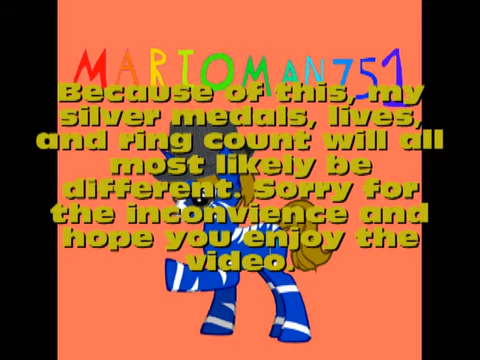 MARIOMAN751
Because of this, my
silver medals, lives,
and ring count will all
most likely be
different. Sorry for
the inconvience and
hope you enjoy the
video.